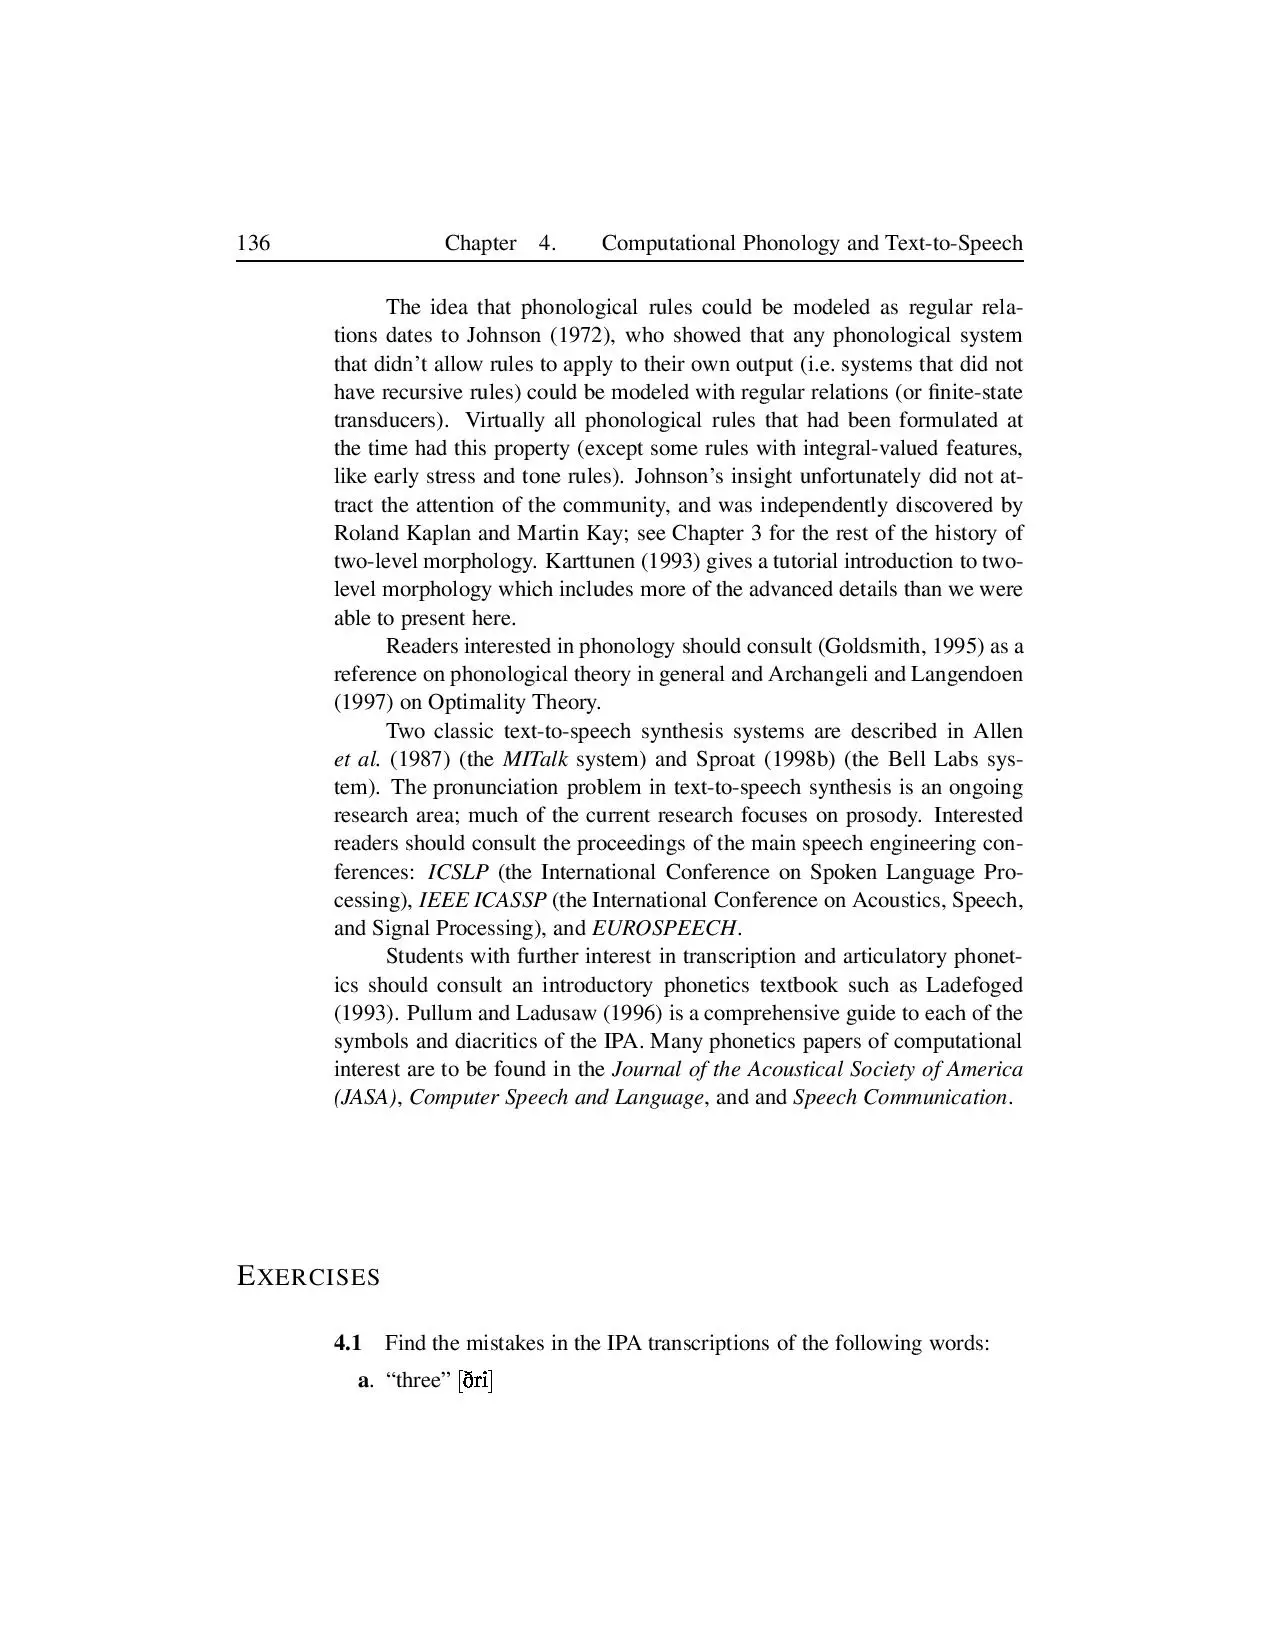 136 Chapter 4. Computational Phonology and Text-to-Speech
The idea that phonological rules could be modeled as regular rela-
tions dates to Johnson (1972), who showed that any phonological system
that didn't allow rules to apply to their own output (i.e. systems that did not
have recursive rules) could be modeled with regular relations (or finite-state
transducers). Virtually all phonological rules that had been formulated at
the time had this property (except some rules with integral-valued features,
like early stress and tone rules). Johnson's insight unfortunately did not at-
tract the attention of the community, and was independently discovered by
Roland Kaplan and Martin Kay; see Chapter 3 for the rest of the history of
two-level morphology. Karttunen (1993) gives a tutorial introduction to two-
level morphology which includes more of the advanced details than we were
able to present here.
Readers interested in phonology should consult (Goldsmith, 1995) as a
reference on phonological theory in general and Archangeli and Langendoen
(1997) on Optimality Theory.
Two classic text-to-speech synthesis systems are described in Allen
et al. (1987) (the MITalk system) and Sproat (1998b) (the Bell Labs sys-
tem). The pronunciation problem in text-to-speech synthesis is an ongoing
research area; much of the current research focuses on prosody. Interested
readers should consult the proceedings of the main speech engineering con-
ferences: ICSLP (the International Conference on Spoken Language Pro-
cessing), IEEE ICASSP (the International Conference on Acoustics, Speech,
and Signal Processing), and EUROSPEECH.
Students with further interest in transcription and articulatory phonet-
ics should consult an introductory phonetics textbook such as Ladefoged
(1993). Pullum and Ladusaw (1996) is a comprehensive guide to each of the
symbols and diacritics of the IPA. Many phonetics papers of computational
interest are to be found in the Journal of the Acoustical Society of America
(JASA), Computer Speech and Language, and and Speech Communication.
EXERCISES
4.1 Find the mistakes in the IPA transcriptions of the following words:
a. “three” [ðri]